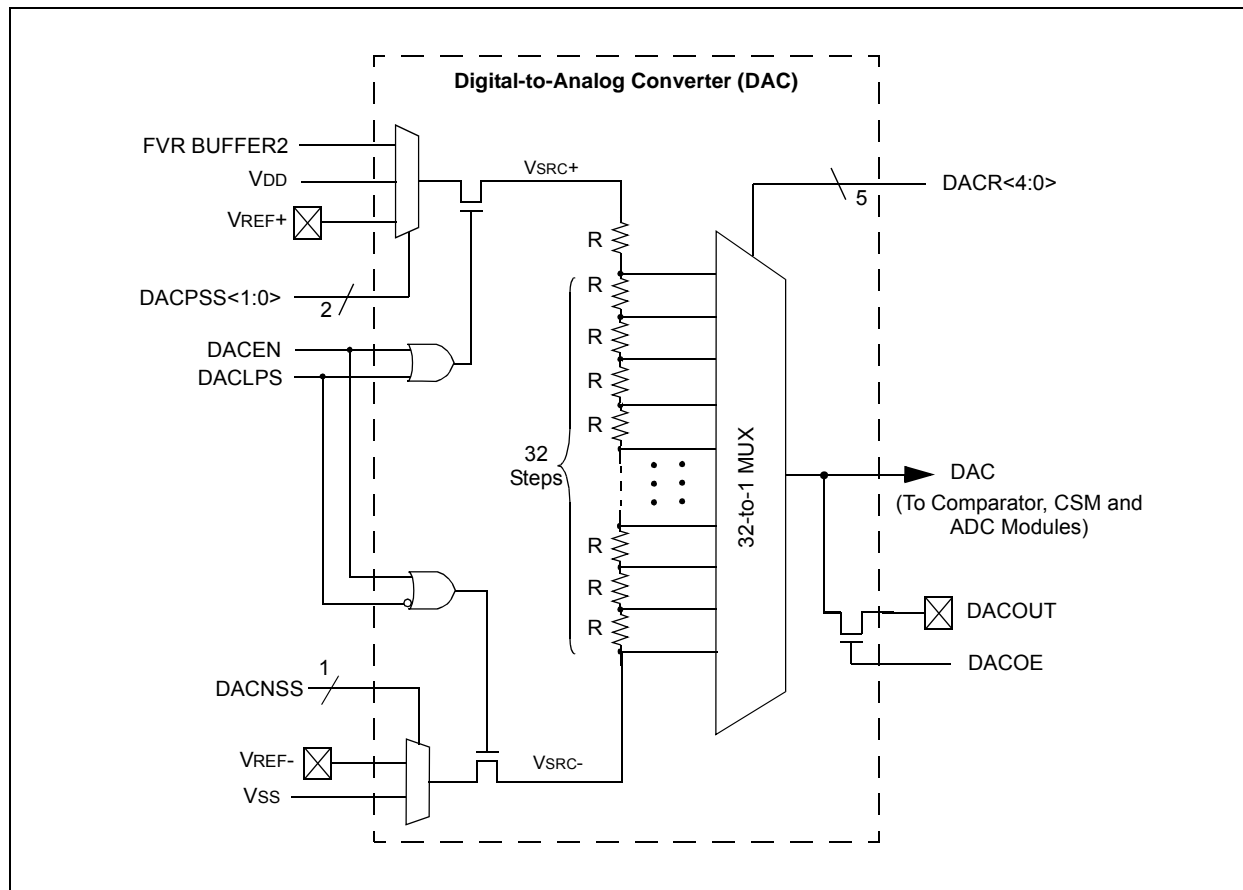 Digital-to-Analog Converter (DAC)
FVR BUFFER2
VDD
VREF+
DACPSS<1:0>
2
DACEN
DACLPS
VSRC+
R
R
R
R
R
32
Steps
R
R
R
32-to-1 MUX
5
DACR<4:0>
DAC
(To Comparator, CSM and
ADC Modules)
DACOUT
DACOE
1
DACNSS
VREF-
VSS
VSRC-